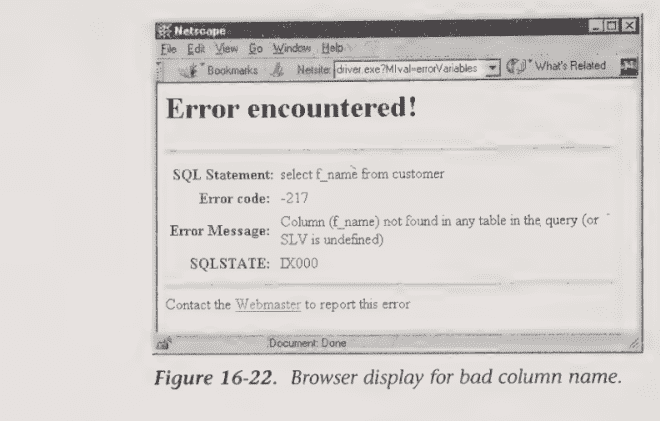 Netscape
File Edit View Go Window Help
Bookmarks Netsite: driver.exe?MIval=errorVariables What's Related
Error encountered!
SQL Statement: select f_name from customer
Error code: -217
Error Message: Column (f_name) not found in any table in the query (or
SLV is undefined)
SQLSTATE: IX000
Contact the Webmaster to report this error
Document: Done
Figure 16-22. Browser display for bad column name.